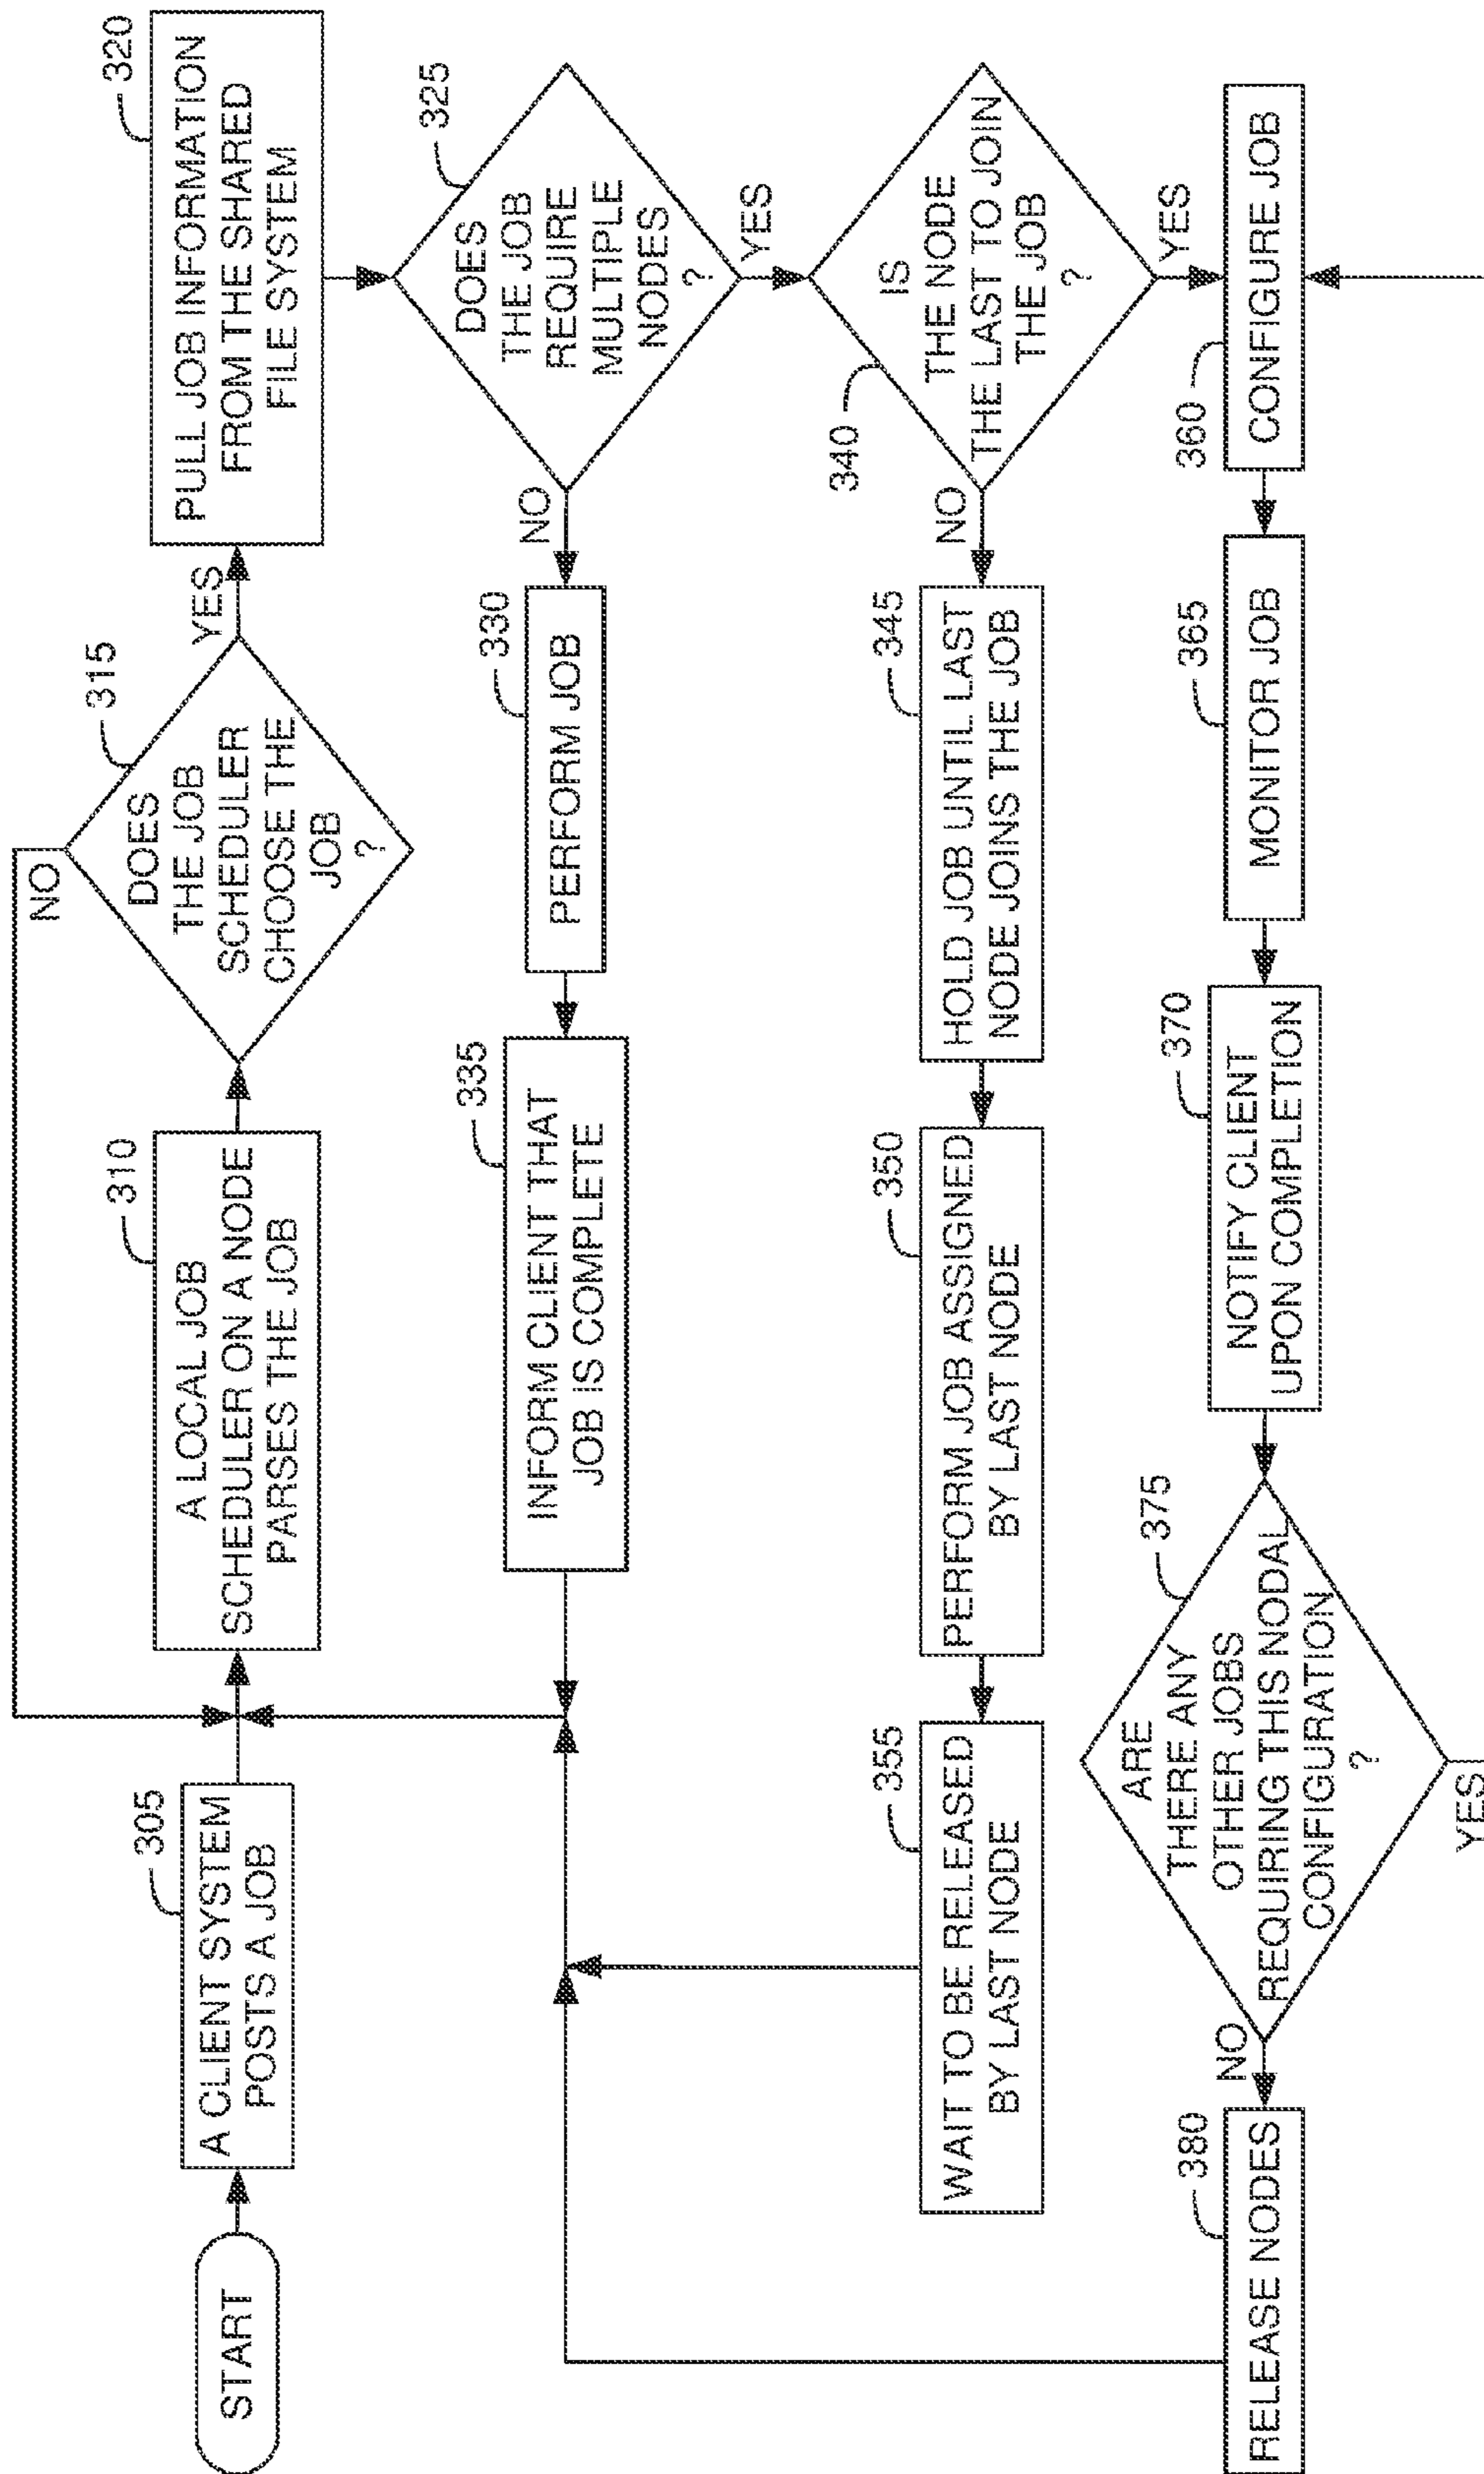 START
305
A CLIENT SYSTEM
POSTS A JOB
310
A LOCAL JOB
SCHEDULER ON A NODE
PARSES THE JOB
315
DOES
THE JOB
SCHEDULER
CHOOSE THE
JOB
?
NO
YES
320
PULL JOB INFORMATION
FROM THE SHARED
FILE SYSTEM
325
DOES
THE JOB
REQUIRE
MULTIPLE
NODES
?
NO
YES
330
PERFORM JOB
335
INFORM CLIENT THAT
JOB IS COMPLETE
340
IS
THE NODE
THE LAST TO JOIN
THE JOB
?
NO
YES
345
HOLD JOB UNTIL LAST
NODE JOINS THE JOB
350
PERFORM JOB ASSIGNED
BY LAST NODE
355
WAIT TO BE RELEASED
BY LAST NODE
360
CONFIGURE JOB
365
MONITOR JOB
370
NOTIFY CLIENT
UPON COMPLETION
375
ARE
THERE ANY
OTHER JOBS
REQUIRING THIS NODAL
CONFIGURATION
?
NO
YES
380
RELEASE NODES